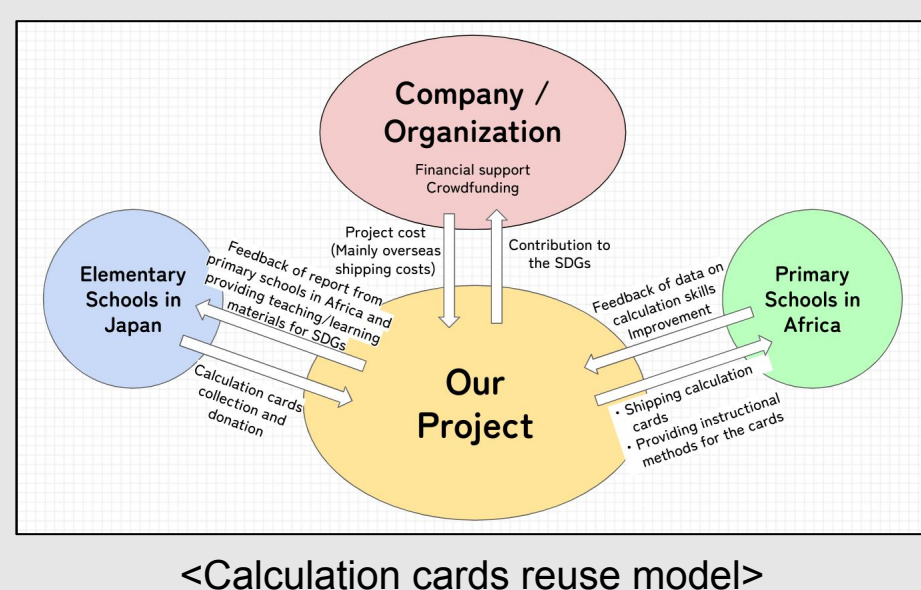 Company /
Organization
Financial support
Crowdfunding
Project cost
(Mainly overseas
shipping costs)
Contribution to
the SDGs
Elementary
Schools in
Japan
Feedback of report from
primary schools in Africa and
providing teaching/learning
materials for SDGs
Calculation cards
collection and
donation
Our
Project
Feedback of data on
calculation skills
Improvement
Primary
Schools in
Africa
・Shipping calculation
cards
・Providing instructional
methods for the cards
<Calculation cards reuse model>